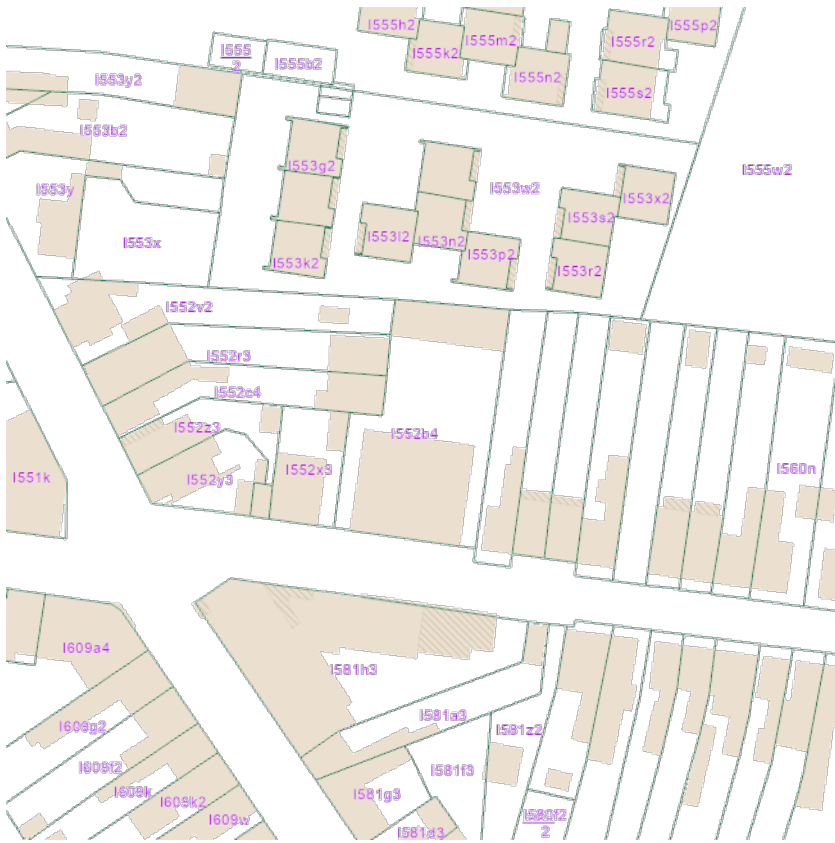 I555h2
I555p2
I555m2
I555r2
I555k2
I555
2
I555b2
I555n2
I553y2
I555s2
I553b2
I553g2
I555w2
I553y
I553w2
I553x2
I553s2
I553x
I553l2
I553n2
I553p2
I553k2
I553r2
I552v2
I552r3
I552c4
I552z3
I552b4
I552x3
I560n
I551k
I552y3
I609a4
I581h3
I581a3
I609g2
I581z2
I609f2
I581f3
I609k
I581g3
I609k2
I609w
I580f2
2
I581d3